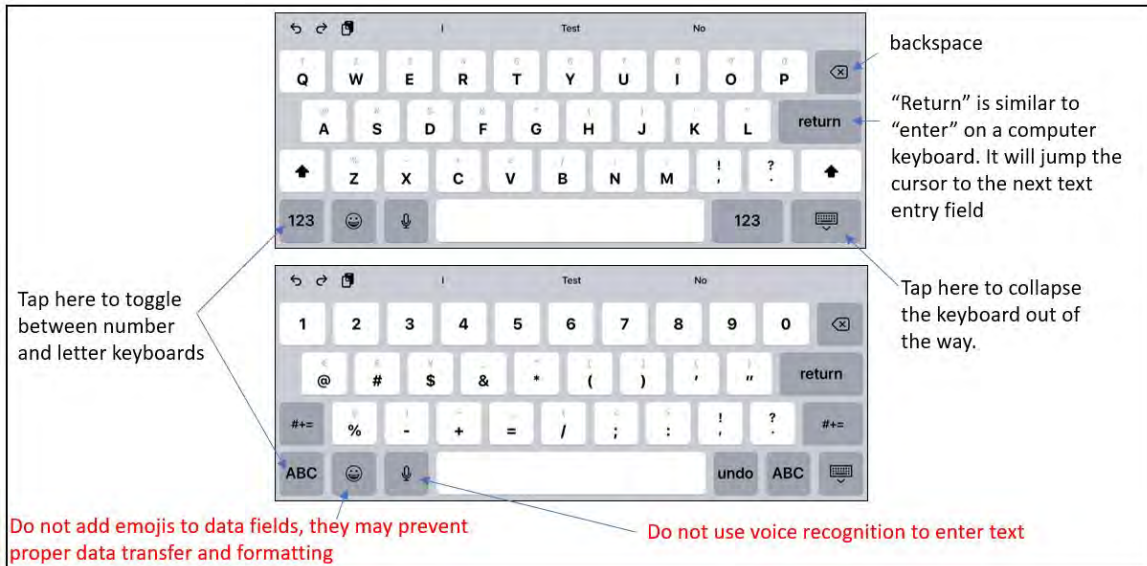 I Test No
Q W E R T Y U I O P
A S D F G H J K L return
Z X C V B N M ! , ? .
123 123
backspace
“Return” is similar to
“enter” on a computer
keyboard. It will jump the
cursor to the next text
entry field
Tap here to collapse
the keyboard out of
the way.
Tap here to toggle
between number
and letter keyboards
I Test No
1 2 3 4 5 6 7 8 9 0
@ # $ & * ( ) ' " return
#+= % - + = / ; : ! , ? . #+=
ABC undo ABC
Do not add emojis to data fields, they may prevent
proper data transfer and formatting
Do not use voice recognition to enter text